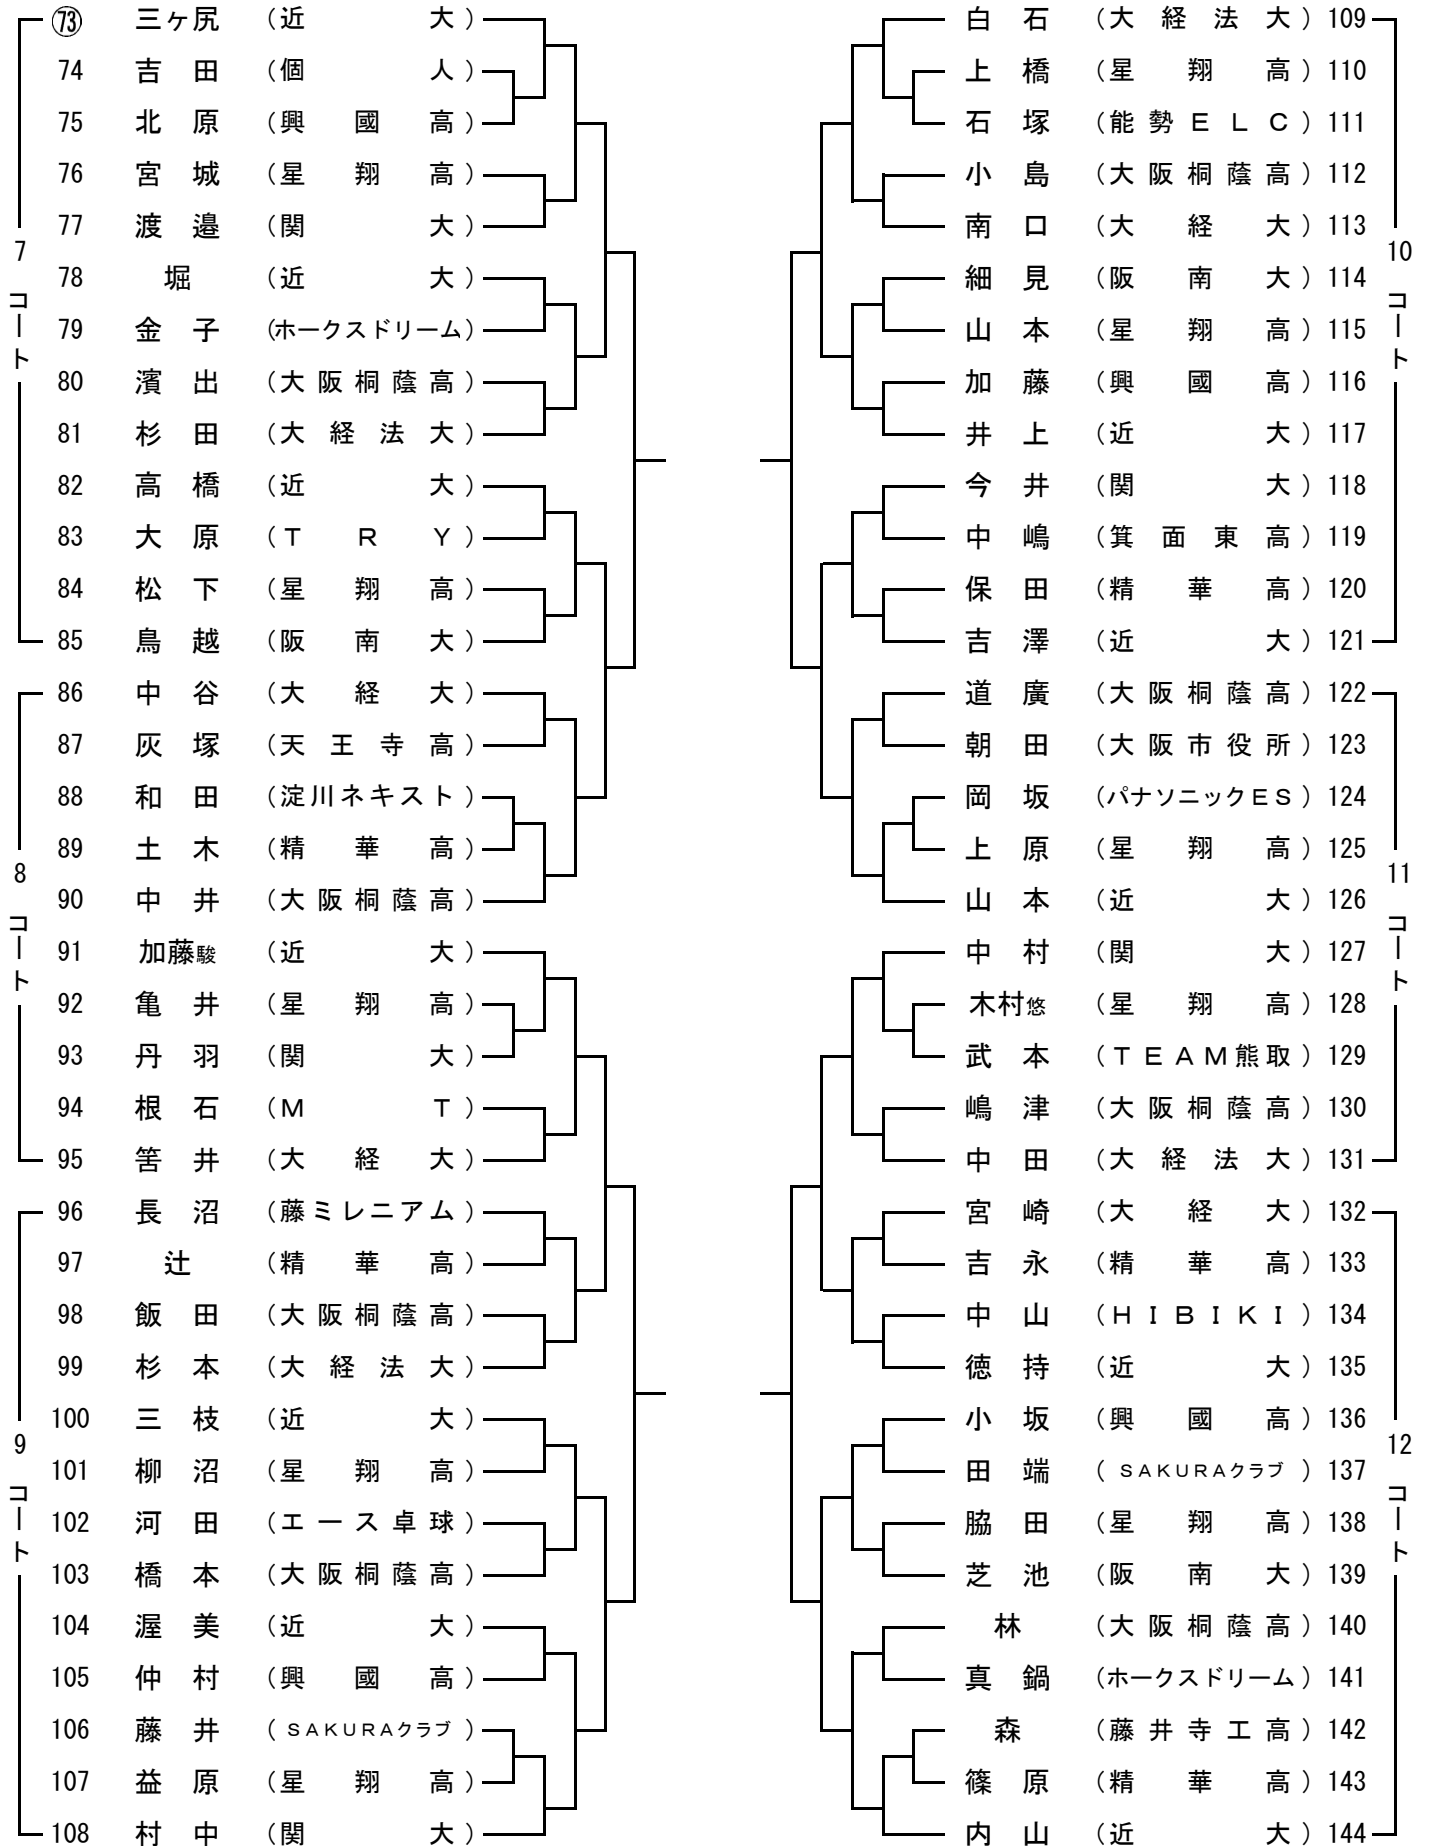 ㊆㊂ 三ヶ尻 (近大)
74 吉田 (個人)
75 北原 (興國高)
76 宮城 (星翔高)
77 渡邉 (関大)
78 堀 (近大)
79 金子 (ホークスドリーム)
80 濱出 (大阪桐蔭高)
81 杉田 (大経法大)
82 高橋 (近大)
83 大原 (TRY)
84 松下 (星翔高)
85 鳥越 (阪南大)
7コート
86 中谷 (大経大)
87 灰塚 (天王寺高)
88 和田 (淀川ネキスト)
89 土木 (精華高)
90 中井 (大阪桐蔭高)
91 加藤駿 (近大)
92 亀井 (星翔高)
93 丹羽 (関大)
94 根石 (MT)
95 筈井 (大経大)
8コート
96 長沼 (藤ミレニアム)
97 辻 (精華高)
98 飯田 (大阪桐蔭高)
99 杉本 (大経法大)
100 三枝 (近大)
101 柳沼 (星翔高)
102 河田 (エース卓球)
103 橋本 (大阪桐蔭高)
104 渥美 (近大)
105 仲村 (興國高)
106 藤井 (SAKURAクラブ)
107 益原 (星翔高)
108 村中 (関大)
9コート
白石 (大経法大) 109
上橋 (星翔高) 110
石塚 (能勢ELC) 111
小島 (大阪桐蔭高) 112
南口 (大経大) 113
細見 (阪南大) 114
山本 (星翔高) 115
加藤 (興國高) 116
井上 (近大) 117
今井 (関大) 118
中嶋 (箕面東高) 119
保田 (精華高) 120
吉澤 (近大) 121
10コート
道廣 (大阪桐蔭高) 122
朝田 (大阪市役所) 123
岡坂 (パナソニックES) 124
上原 (星翔高) 125
山本 (近大) 126
中村 (関大) 127
木村悠 (星翔高) 128
武本 (TEAM熊取) 129
嶋津 (大阪桐蔭高) 130
中田 (大経法大) 131
11コート
宮崎 (大経大) 132
吉永 (精華高) 133
中山 (HIBIKI) 134
徳持 (近大) 135
小坂 (興國高) 136
田端 (SAKURAクラブ) 137
脇田 (星翔高) 138
芝池 (阪南大) 139
林 (大阪桐蔭高) 140
真鍋 (ホークスドリーム) 141
森 (藤井寺工高) 142
篠原 (精華高) 143
内山 (近大) 144
12コート